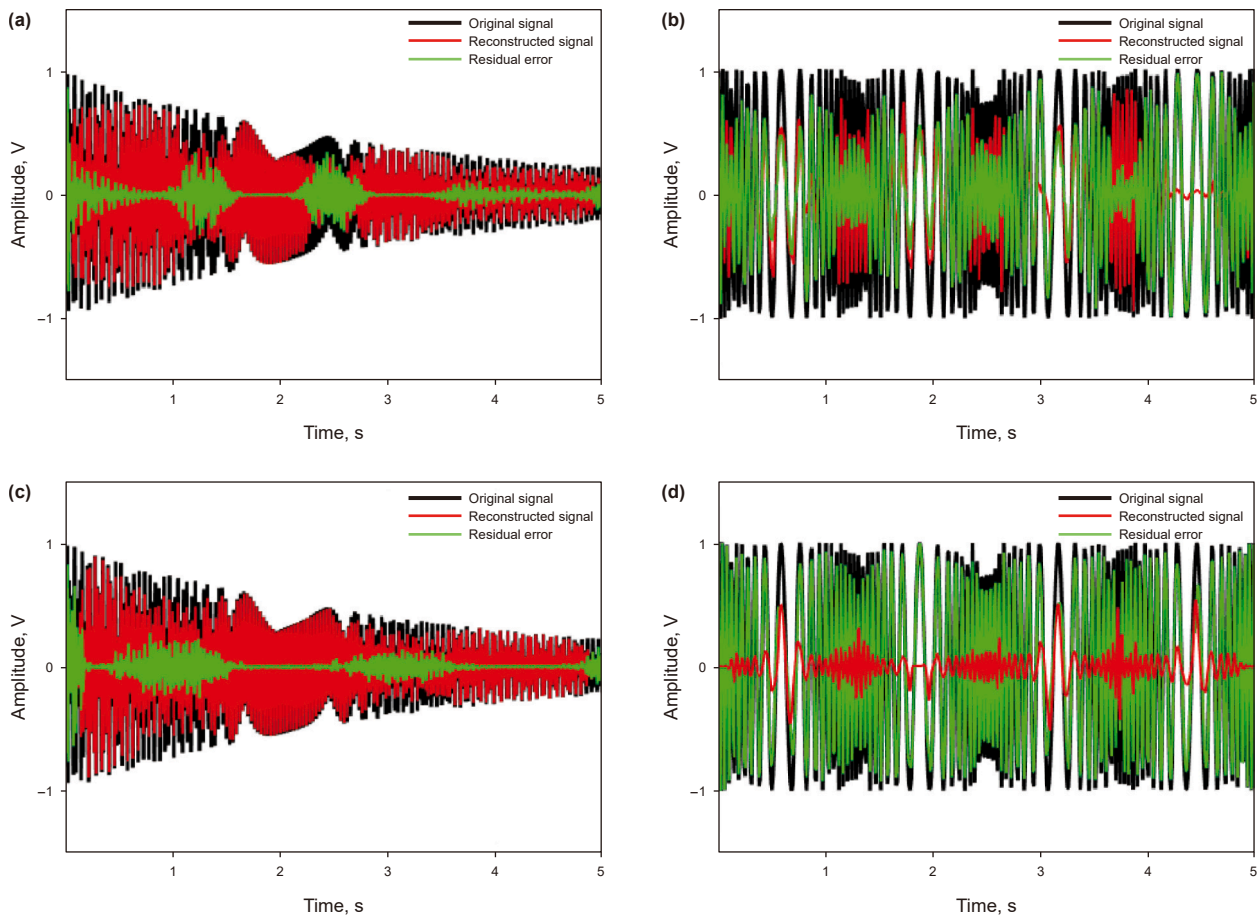 (a)
Original signal
Reconstructed signal
Residual error
1
0
−1
Amplitude, V
1
2
3
4
5
Time, s
(b)
Original signal
Reconstructed signal
Residual error
1
0
−1
Amplitude, V
1
2
3
4
5
Time, s
(c)
Original signal
Reconstructed signal
Residual error
1
0
−1
Amplitude, V
1
2
3
4
5
Time, s
(d)
Original signal
Reconstructed signal
Residual error
1
0
−1
Amplitude, V
1
2
3
4
5
Time, s